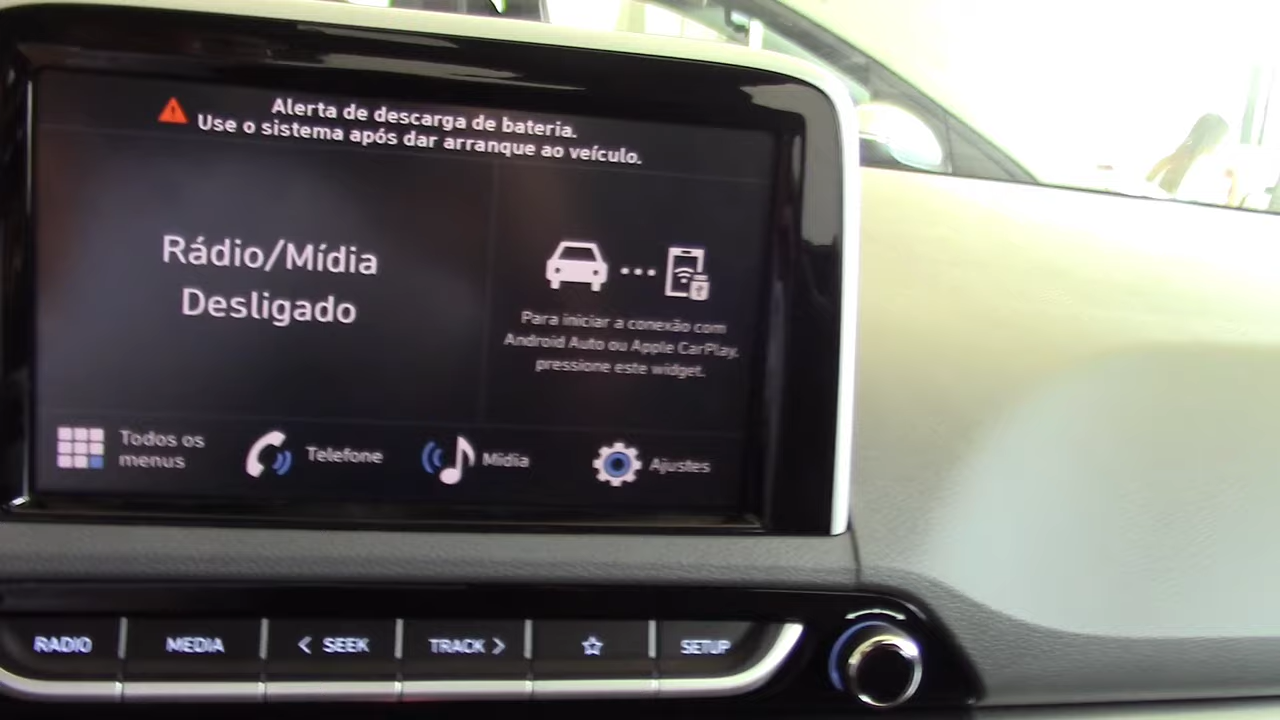 Alerta de descarga de bateria.
Use o sistema após dar arranque ao veículo.
Rádio/Mídia
Desligado
Para iniciar a conexão com
Android Auto ou Apple CarPlay,
pressione este widget.
Todos os
menus
Telefone
Mídia
Ajustes
RADIO
MEDIA
< SEEK
TRACK >
SETUP